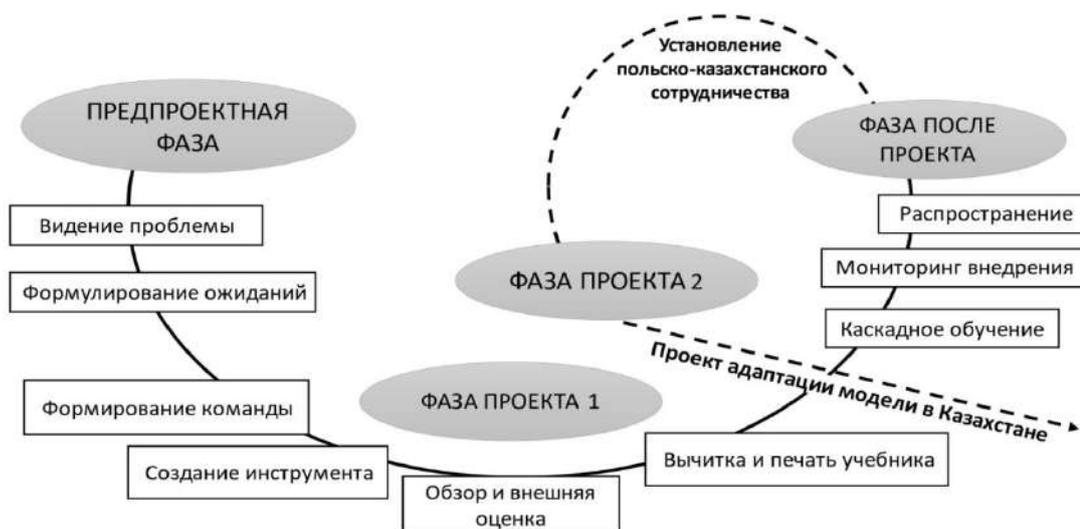 Установление
польско-казахстанского
сотрудничества
ПРЕДПРОЕКТНАЯ
ФАЗА
ФАЗА ПОСЛЕ
ПРОЕКТА
Видение проблемы
Распространение
Формулирование ожиданий
ФАЗА ПРОЕКТА 2
Мониторинг внедрения
Каскадное обучение
Проект адаптации модели в Казахстане
Формирование команды
ФАЗА ПРОЕКТА 1
Создание инструмента
Вычитка и печать учебника
Обзор и внешняя
оценка